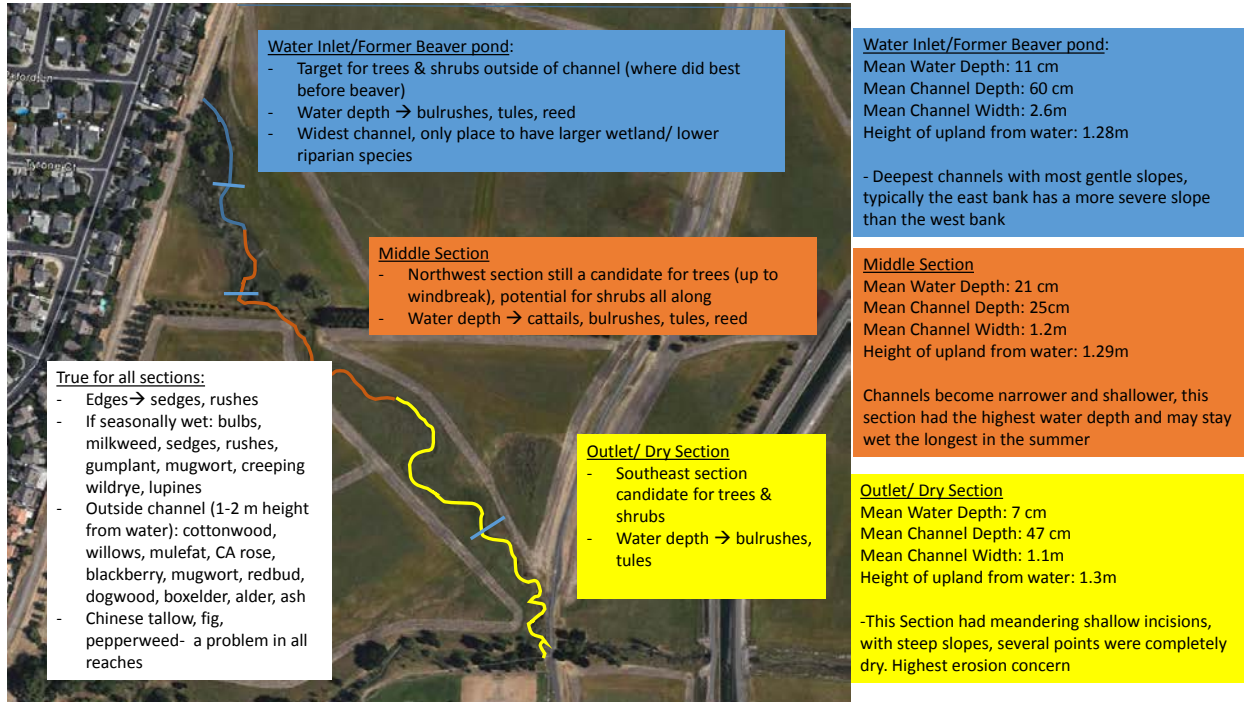 Water Inlet/Former Beaver pond:
- Target for trees & shrubs outside of channel (where did best
before beaver)
- Water depth → bulrushes, tules, reed
- Widest channel, only place to have larger wetland/ lower
riparian species
Tyrone Ct
Middle Section
- Northwest section still a candidate for trees (up to
windbreak), potential for shrubs all along
- Water depth → cattails, bulrushes, tules, reed
True for all sections:
- Edges→ sedges, rushes
- If seasonally wet: bulbs,
milkweed, sedges, rushes,
gumplant, mugwort, creeping
wildrye, lupines
- Outside channel (1-2 m height
from water): cottonwood,
willows, mulefat, CA rose,
blackberry, mugwort, redbud,
dogwood, boxelder, alder, ash
- Chinese tallow, fig,
pepperweed- a problem in all
reaches
Outlet/ Dry Section
- Southeast section
candidate for trees &
shrubs
- Water depth → bulrushes,
tules
Water Inlet/Former Beaver pond:
Mean Water Depth: 11 cm
Mean Channel Depth: 60 cm
Mean Channel Width: 2.6m
Height of upland from water: 1.28m
- Deepest channels with most gentle slopes,
typically the east bank has a more severe slope
than the west bank
Middle Section
Mean Water Depth: 21 cm
Mean Channel Depth: 25cm
Mean Channel Width: 1.2m
Height of upland from water: 1.29m
Channels become narrower and shallower, this
section had the highest water depth and may stay
wet the longest in the summer
Outlet/ Dry Section
Mean Water Depth: 7 cm
Mean Channel Depth: 47 cm
Mean Channel Width: 1.1m
Height of upland from water: 1.3m
-This Section had meandering shallow incisions,
with steep slopes, several points were completely
dry. Highest erosion concern